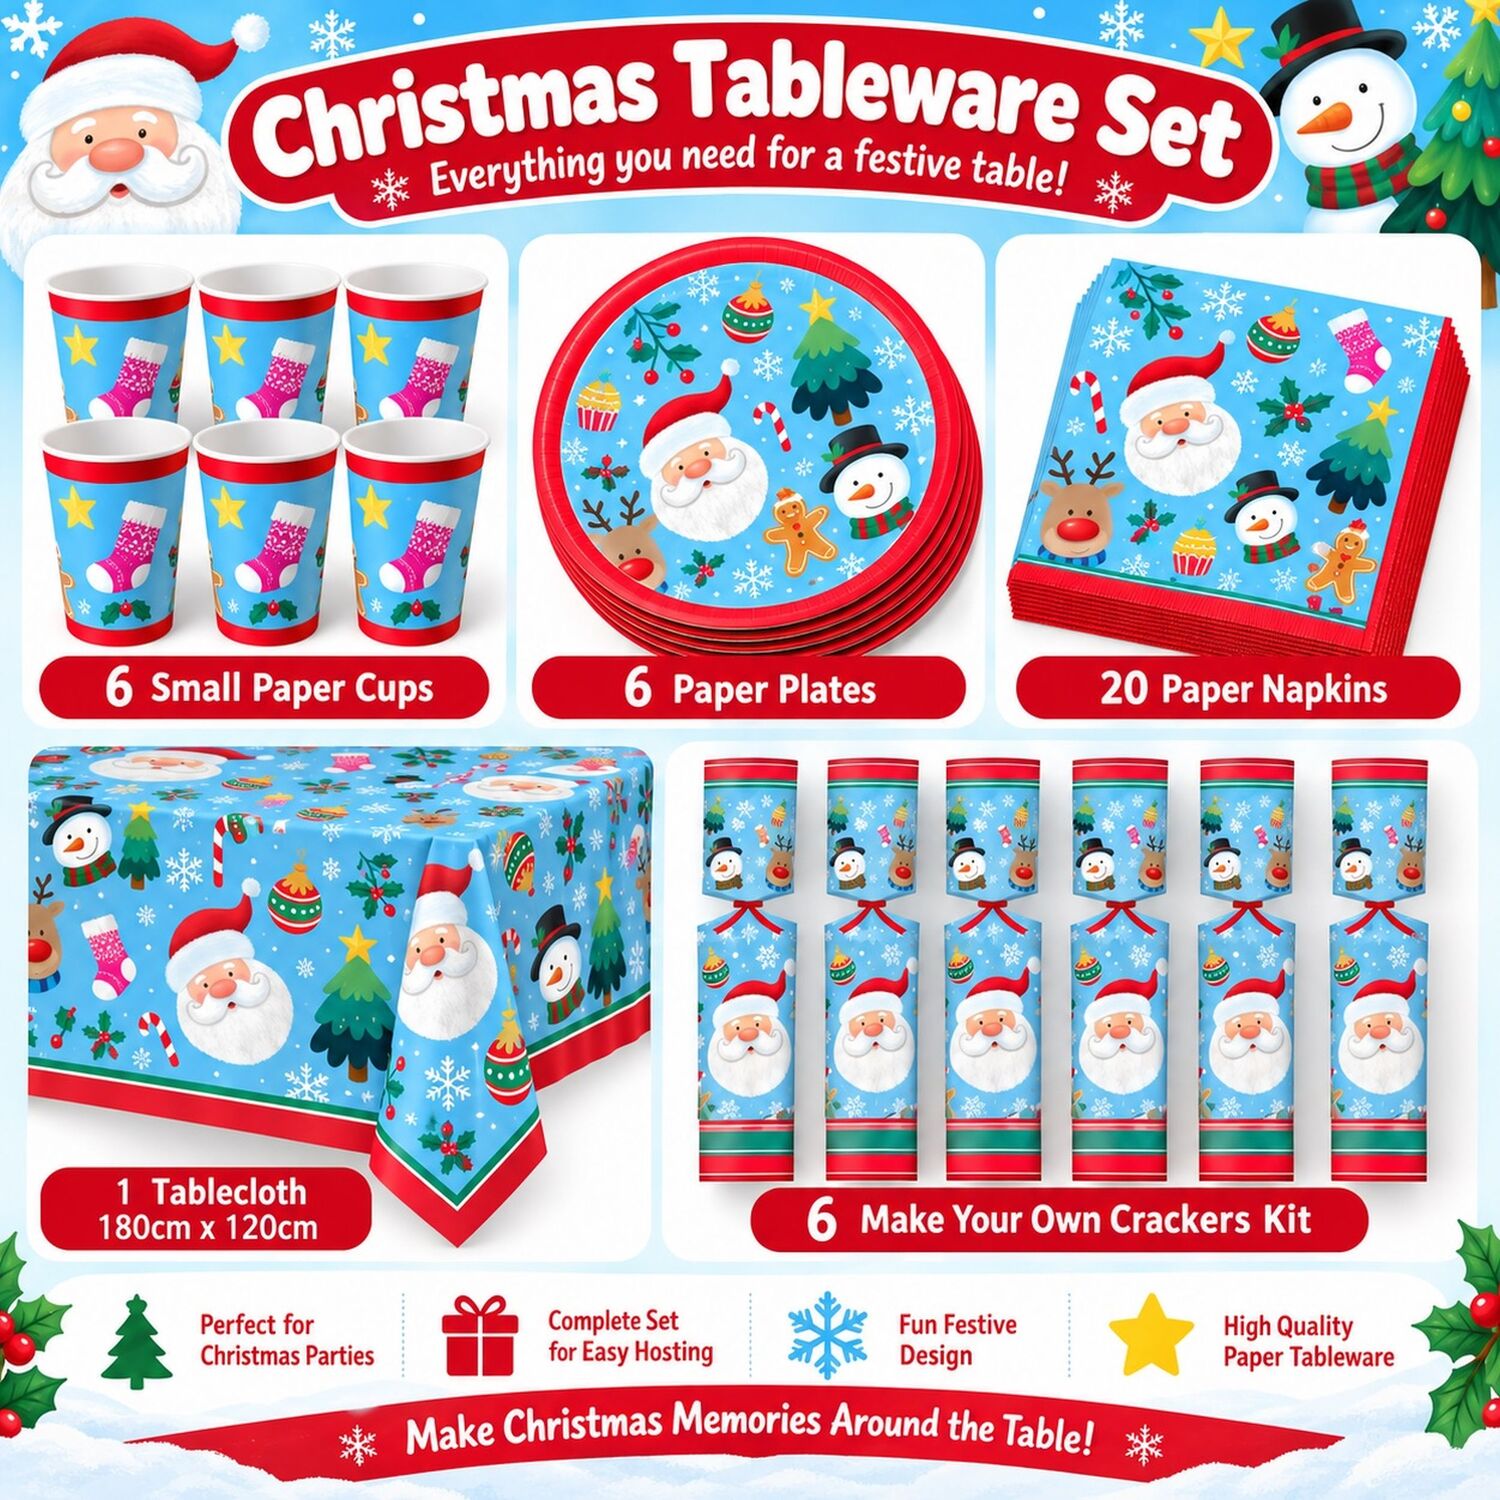 Christmas Tableware Set
Everything you need for a festive table!
6 Small Paper Cups
6 Paper Plates
20 Paper Napkins
1 Tablecloth
180cm x 120cm
6 Make Your Own Crackers Kit
Perfect for
Christmas Parties
Complete Set
for Easy Hosting
Fun Festive
Design
High Quality
Paper Tableware
Make Christmas Memories Around the Table!